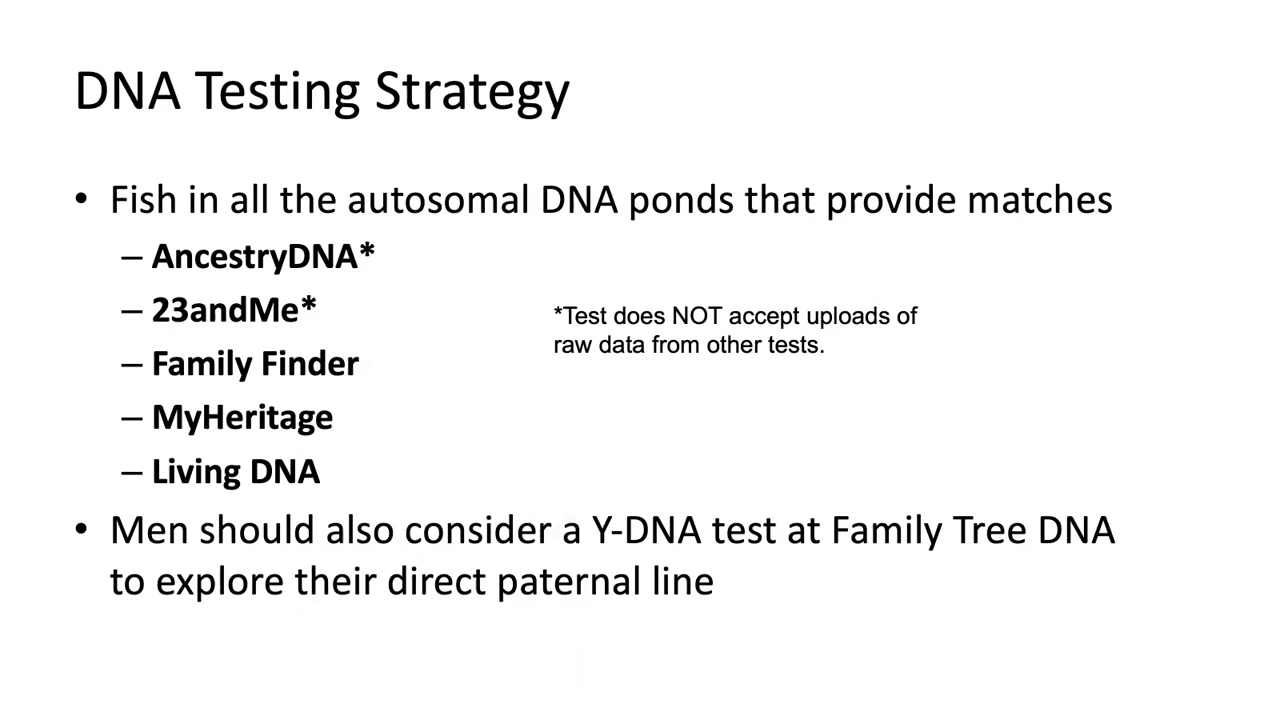 DNA Testing Strategy
• Fish in all the autosomal DNA ponds that provide matches
– AncestryDNA*
– 23andMe*
– Family Finder
– MyHeritage
– Living DNA
*Test does NOT accept uploads of
raw data from other tests.
• Men should also consider a Y-DNA test at Family Tree DNA
to explore their direct paternal line